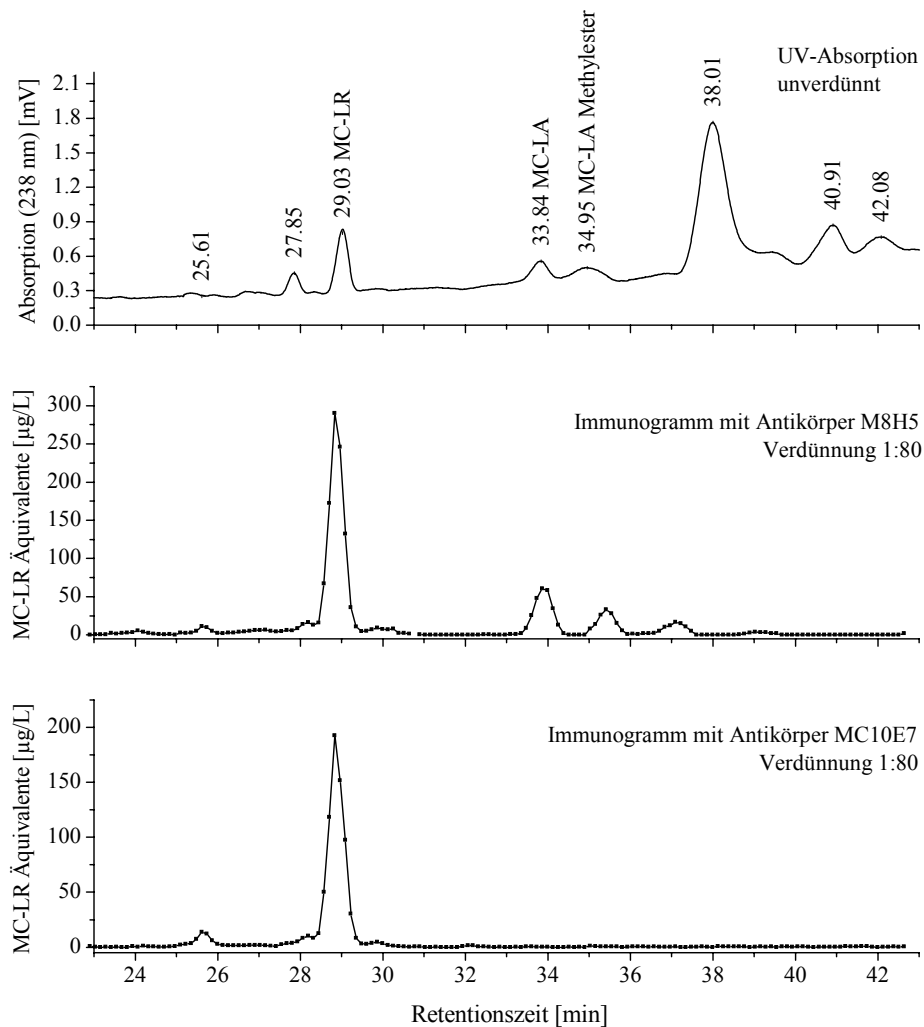 UV-Absorption
unverdünnt
Absorption (238 nm) [mV]
2.1
1.8
1.5
1.2
0.9
0.6
0.3
0.0
25.61
27.85
29.03 MC-LR
33.84 MC-LA
34.95 MC-LA Methylester
38.01
40.91
42.08
Immunogramm mit Antikörper M8H5
Verdünnung 1:80
MC-LR Äquivalente [µg/L]
300
250
200
150
100
50
0
Immunogramm mit Antikörper MC10E7
Verdünnung 1:80
MC-LR Äquivalente [µg/L]
200
150
100
50
0
24 26 28 30 32 34 36 38 40 42
Retentionszeit [min]